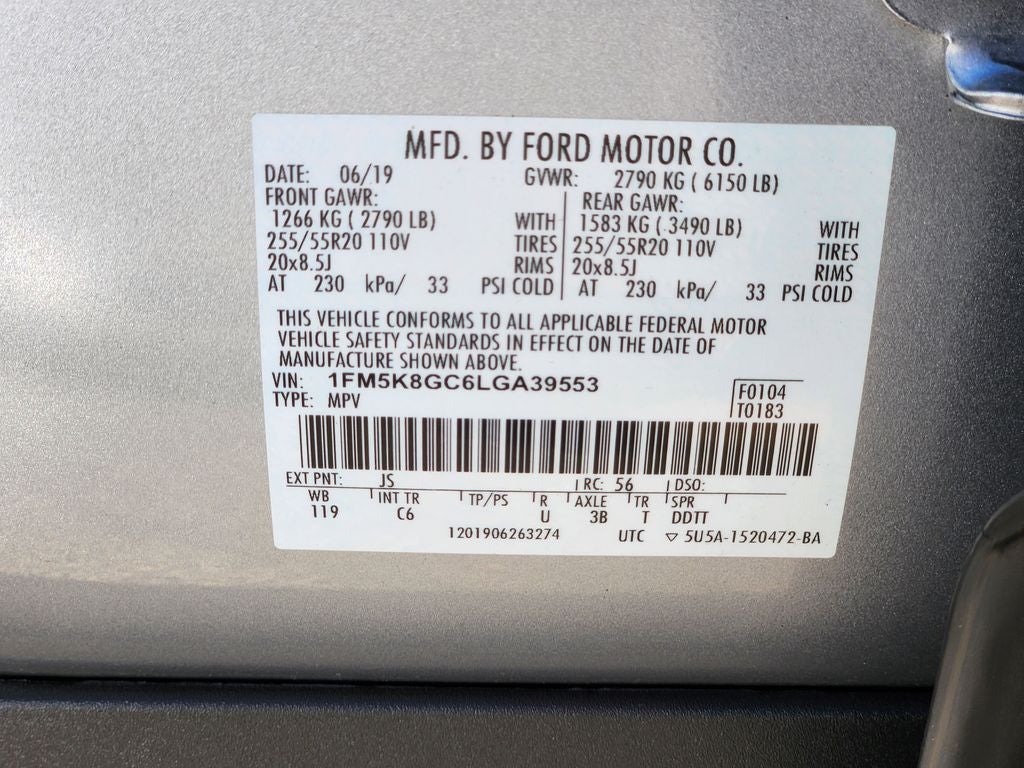 MFD. BY FORD MOTOR CO.
DATE: 06/19 GVWR: 2790 KG ( 6150 LB)
FRONT GAWR: REAR GAWR:
1266 KG ( 2790 LB) WITH 1583 KG ( 3490 LB) WITH
255/55R20 110V TIRES 255/55R20 110V TIRES
20x8.5J RIMS 20x8.5J RIMS
AT 230 kPa/ 33 PSI COLD AT 230 kPa/ 33 PSI COLD
THIS VEHICLE CONFORMS TO ALL APPLICABLE FEDERAL MOTOR
VEHICLE SAFETY STANDARDS IN EFFECT ON THE DATE OF
MANUFACTURE SHOWN ABOVE.
VIN: 1FM5K8GC6LGA39553 F0104
TYPE: MPV T0183
EXT PNT: JS RC: 56 DSO:
WB INT TR TP/PS R AXLE TR SPR
119 C6 U 3B T DDTT
1201906263274 UTC ▽ 5U5A-1520472-BA